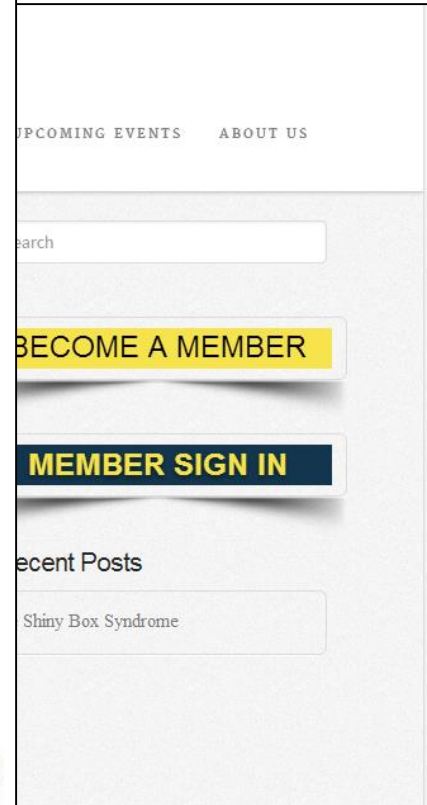 UPCOMING EVENTS ABOUT US
earch
BECOME A MEMBER
MEMBER SIGN IN
ecent Posts
Shiny Box Syndrome